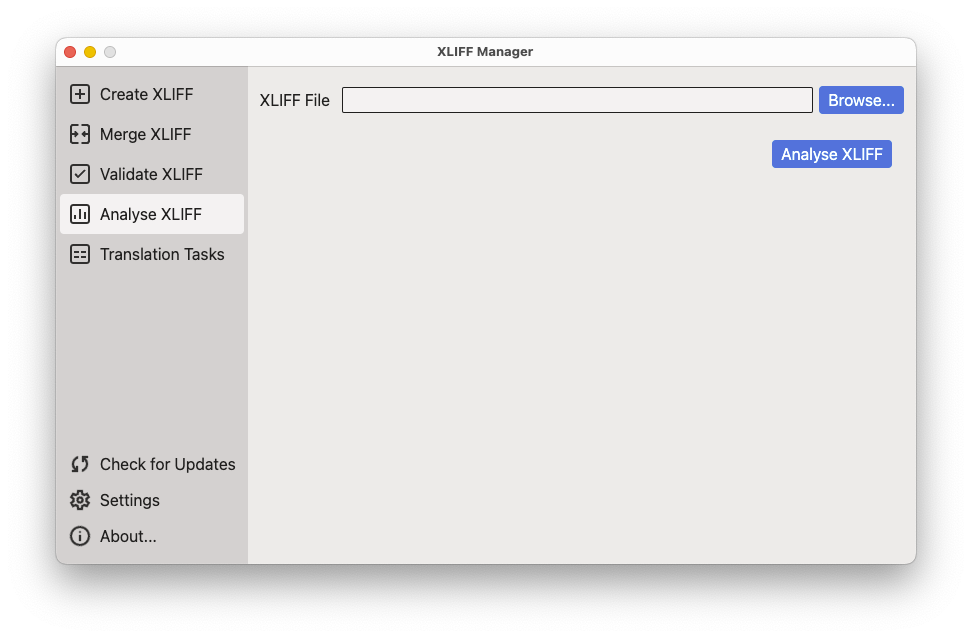 XLIFF Manager
Create XLIFF
Merge XLIFF
Validate XLIFF
Analyse XLIFF
Translation Tasks
Check for Updates
Settings
About...
XLIFF File
Browse...
Analyse XLIFF